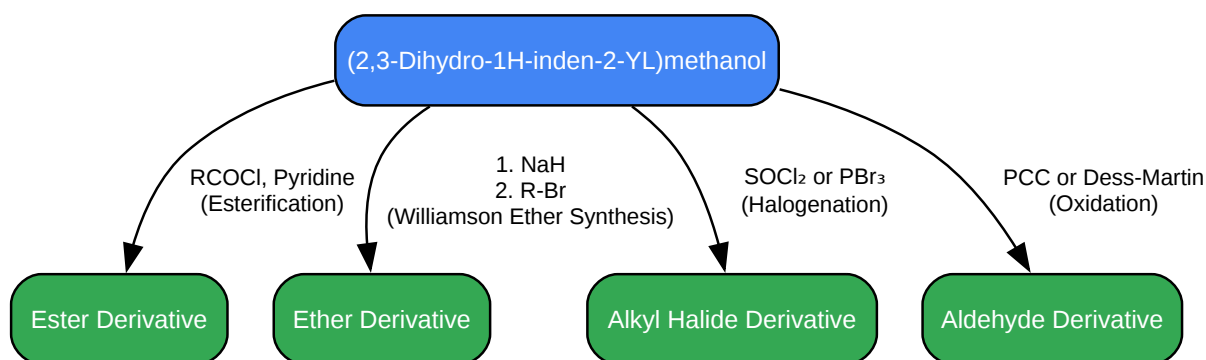 (2,3-Dihydro-1H-inden-2-YL)methanol
RCOCl, Pyridine
(Esterification)
1. NaH
2. R-Br
(Williamson Ether Synthesis)
SOCl₂ or PBr₃
(Halogenation)
PCC or Dess-Martin
(Oxidation)
Ester Derivative
Ether Derivative
Alkyl Halide Derivative
Aldehyde Derivative